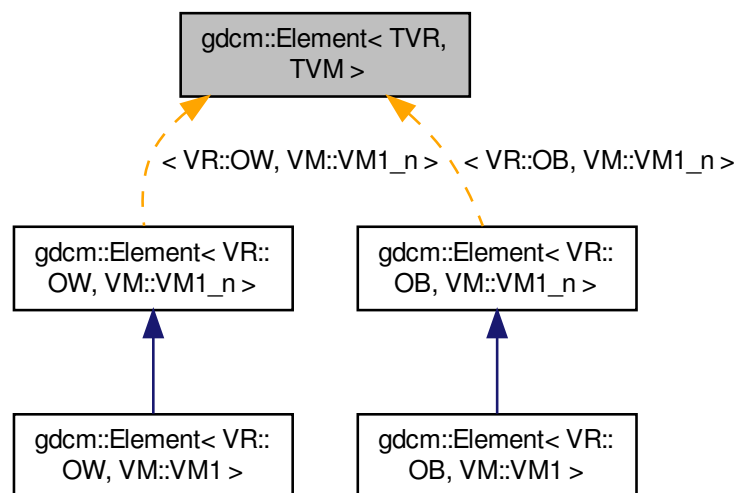 gdcm::Element< TVR,
TVM >
< VR::OW, VM::VM1_n >
< VR::OB, VM::VM1_n >
gdcm::Element< VR::
OW, VM::VM1_n >
gdcm::Element< VR::
OB, VM::VM1_n >
gdcm::Element< VR::
OW, VM::VM1 >
gdcm::Element< VR::
OB, VM::VM1 >